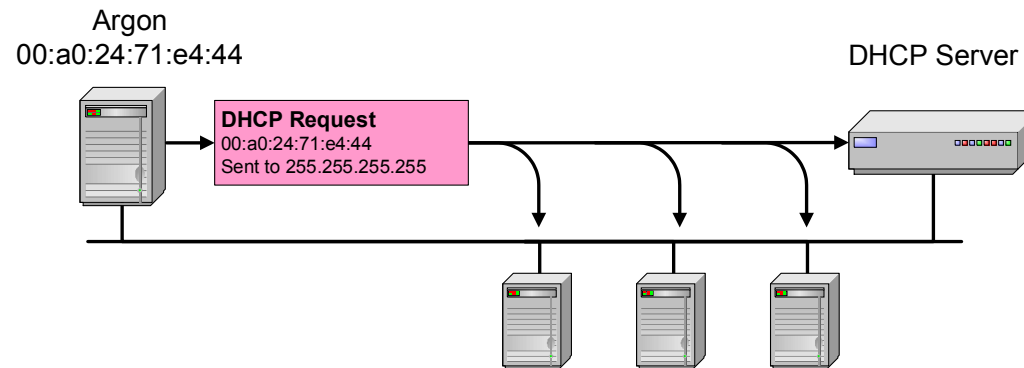 Argon
00:a0:24:71:e4:44
DHCP Server
DHCP Request
00:a0:24:71:e4:44
Sent to 255.255.255.255